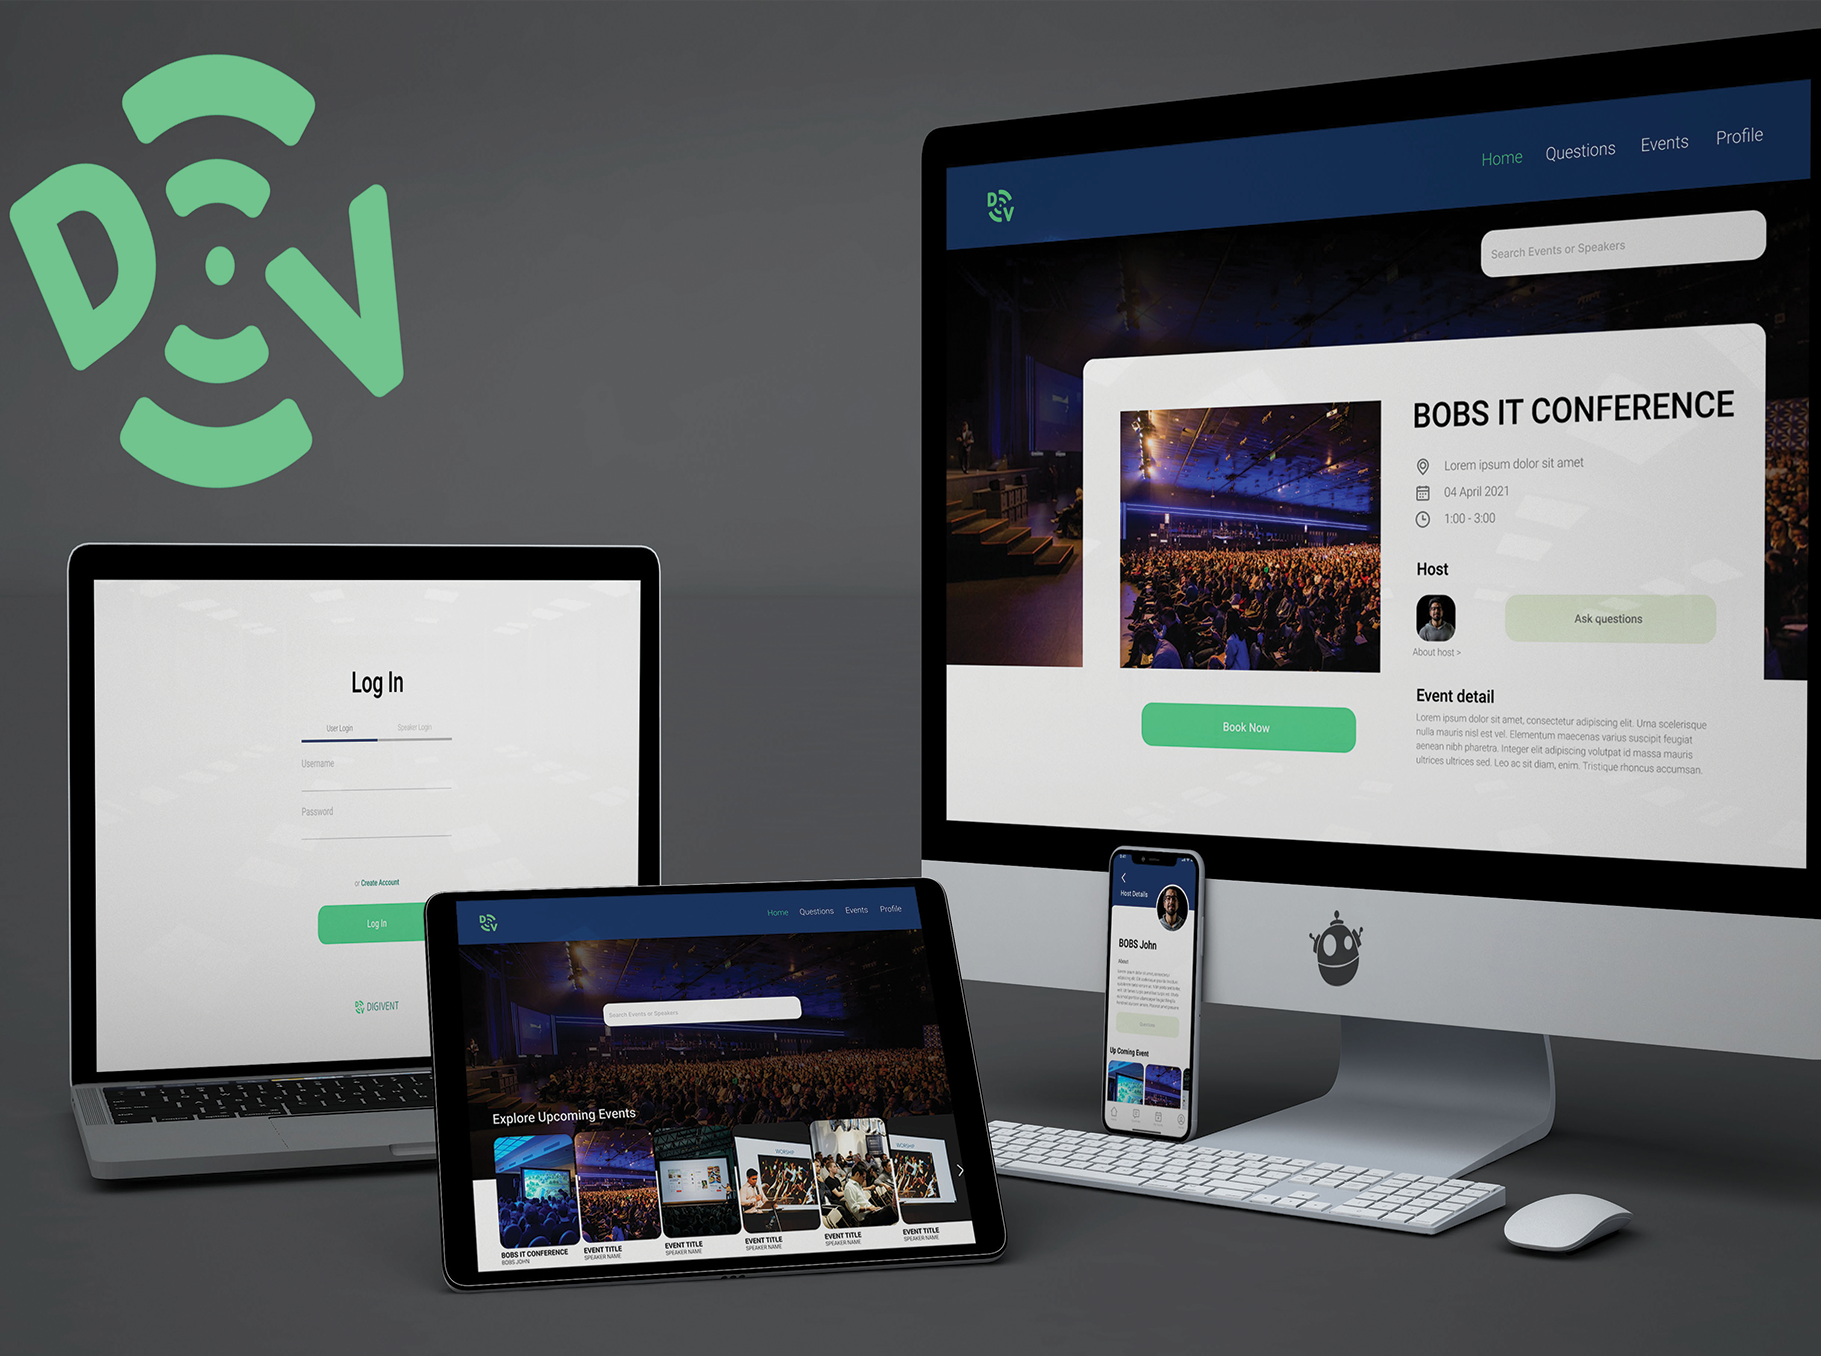 DV
Home Questions Events Profile
DV
Search Events or Speakers
BOBS IT CONFERENCE
Lorem ipsum dolor sit amet
04 April 2021
1:00 - 3:00
Host
Ask questions
About host >
Event detail
Lorem ipsum dolor sit amet, consectetur adipiscing elit. Urna scelerisque
nulla mauris nisl est vel. Elementum maecenas varius suscipit feugiat
aenean nibh pharetra. Integer elit adipiscing volutpat id massa mauris
ultrices ultrices sed. Leo ac sit diam, enim. Tristique rhoncus accumsan.
Book Now
Log In
User Login Speaker Login
Username
Password
or Create Account
Log In
DV DIGIVENT
DV
Home Questions Events Profile
Search Events or Speakers
Explore Upcoming Events
WORSHIP
WORSHIP
BOBS IT CONFERENCE
BOBS JOHN
EVENT TITLE
SPEAKER NAME
EVENT TITLE
SPEAKER NAME
EVENT TITLE
SPEAKER NAME
EVENT TITLE
SPEAKER NAME
EVENT TITLE
SPEAKER NAME
Host Details
BOBS John
About
Up Coming Event